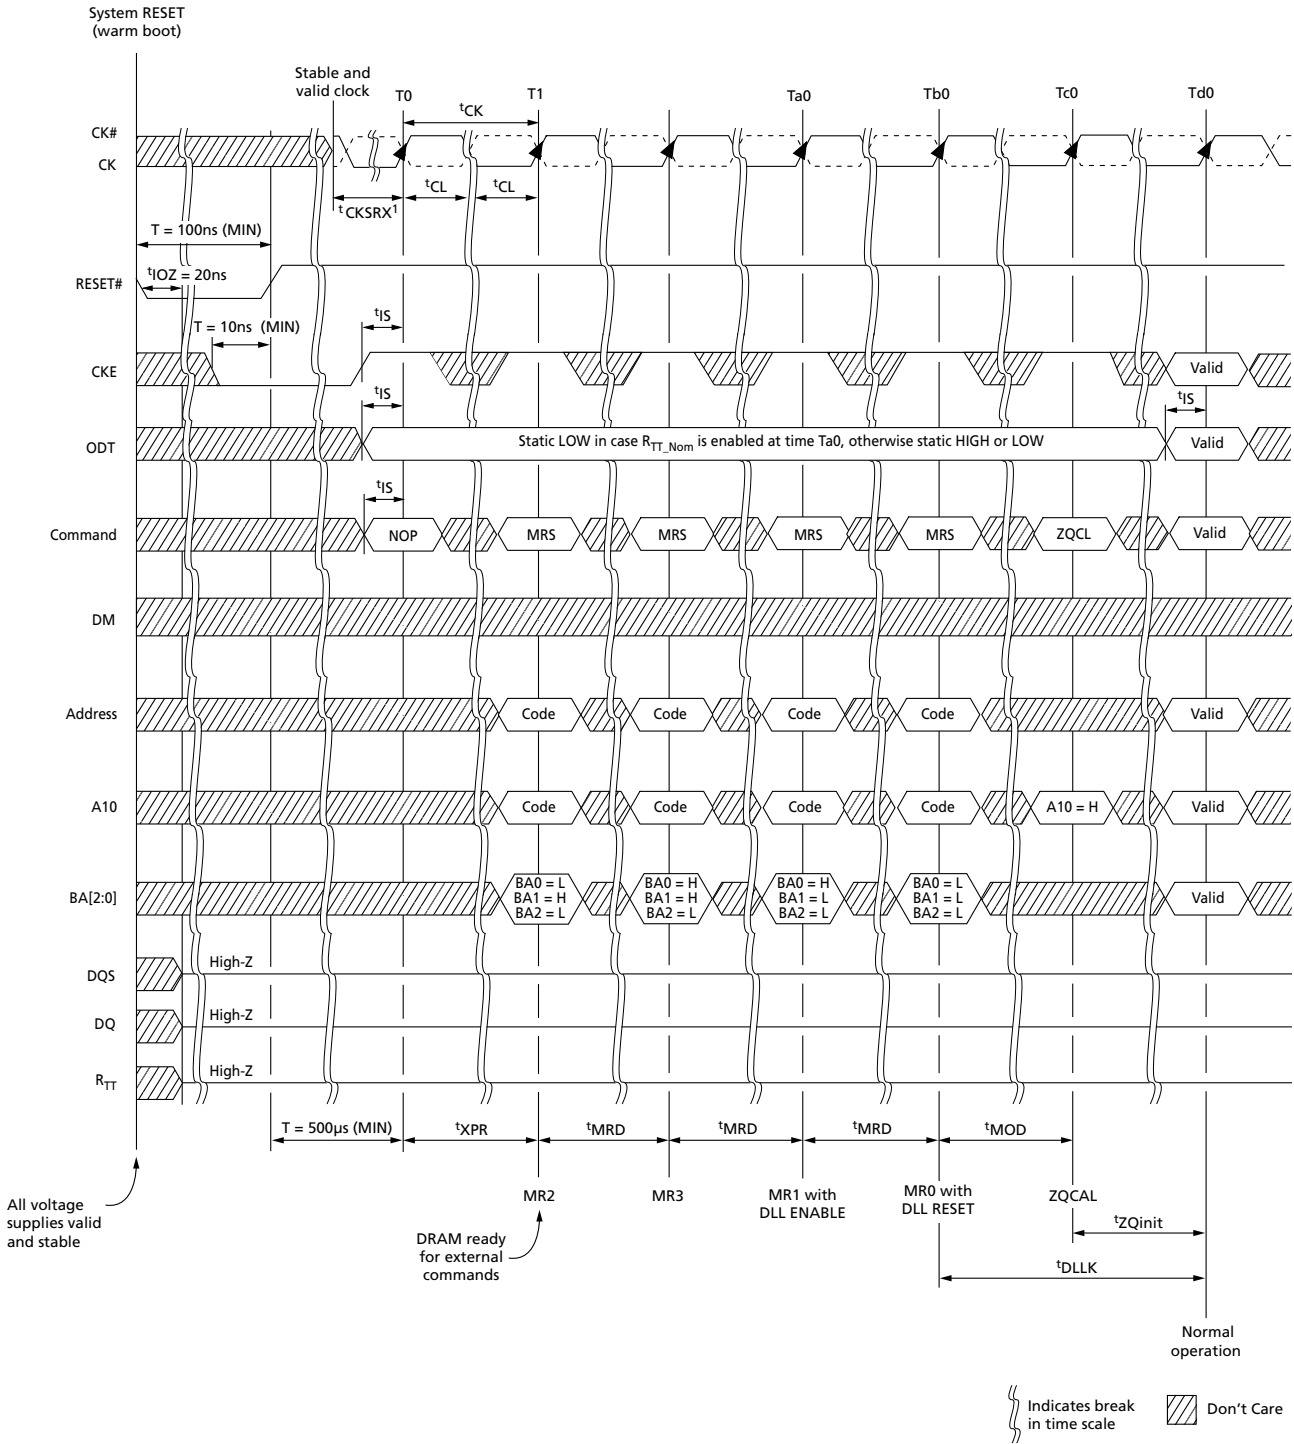 System RESET
(warm boot)
Stable and
valid clock
T0
T1
Ta0
Tb0
Tc0
Td0
tCK
CK#
CK
tCL
tCL
tCKSRX1
T = 100ns (MIN)
tIOZ = 20ns
RESET#
T = 10ns (MIN)
tIS
CKE
Valid
tIS
tIS
ODT
Static LOW in case RTT_Nom is enabled at time Ta0, otherwise static HIGH or LOW
Valid
tIS
Command
NOP
MRS
MRS
MRS
MRS
ZQCL
Valid
DM
Address
Code
Code
Code
Code
Valid
A10
Code
Code
Code
Code
A10 = H
Valid
BA[2:0]
BA0 = L
BA1 = H
BA2 = L
BA0 = H
BA1 = H
BA2 = L
BA0 = H
BA1 = L
BA2 = L
BA0 = L
BA1 = L
BA2 = L
Valid
DQS
High-Z
DQ
High-Z
RTT
High-Z
T = 500µs (MIN)
tXPR
tMRD
tMRD
tMRD
tMOD
All voltage
supplies valid
and stable
MR2
MR3
MR1 with
DLL ENABLE
MR0 with
DLL RESET
ZQCAL
tZQinit
DRAM ready
for external
commands
tDLLK
Normal
operation
Indicates break
in time scale
Don't Care